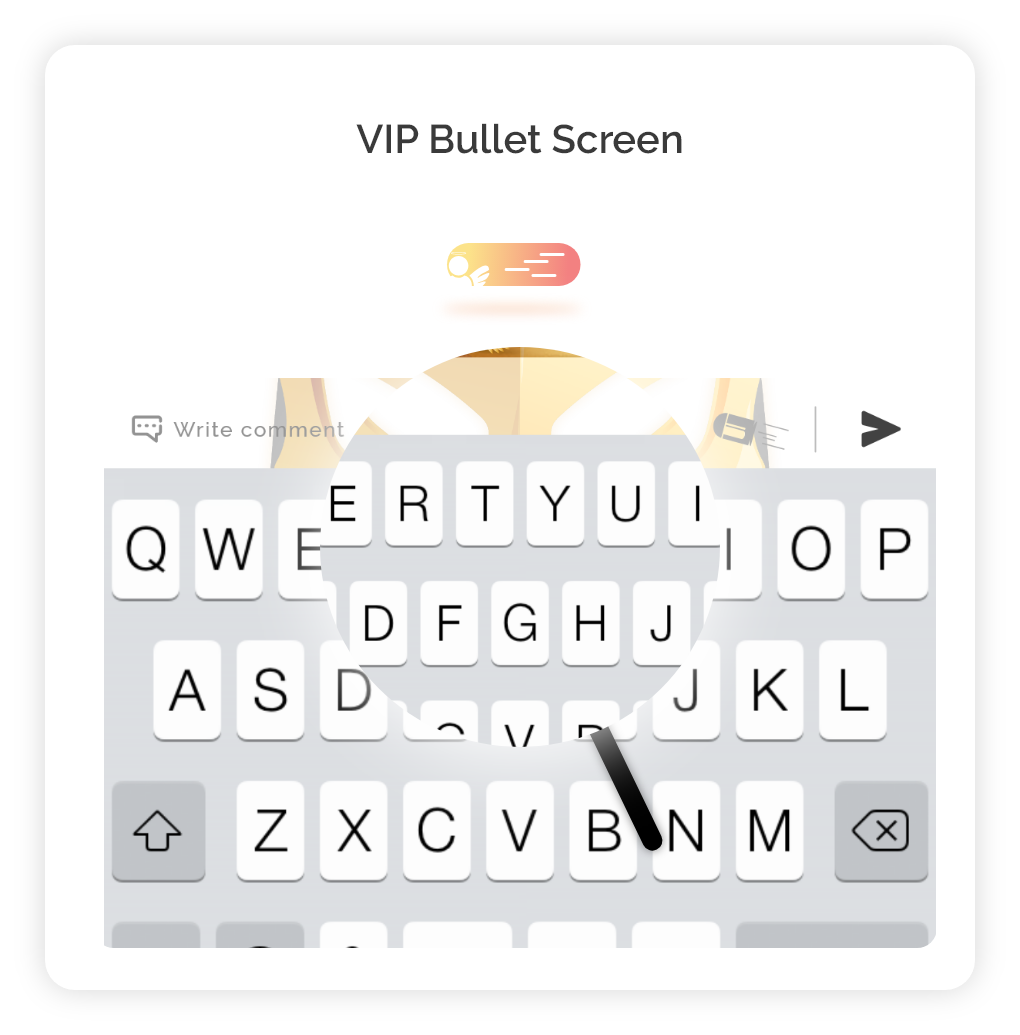 VIP Bullet Screen
Write comment
E R T Y U I
Q W E I O P
D F G H J
A S D J K L
V
Z X C V B N M